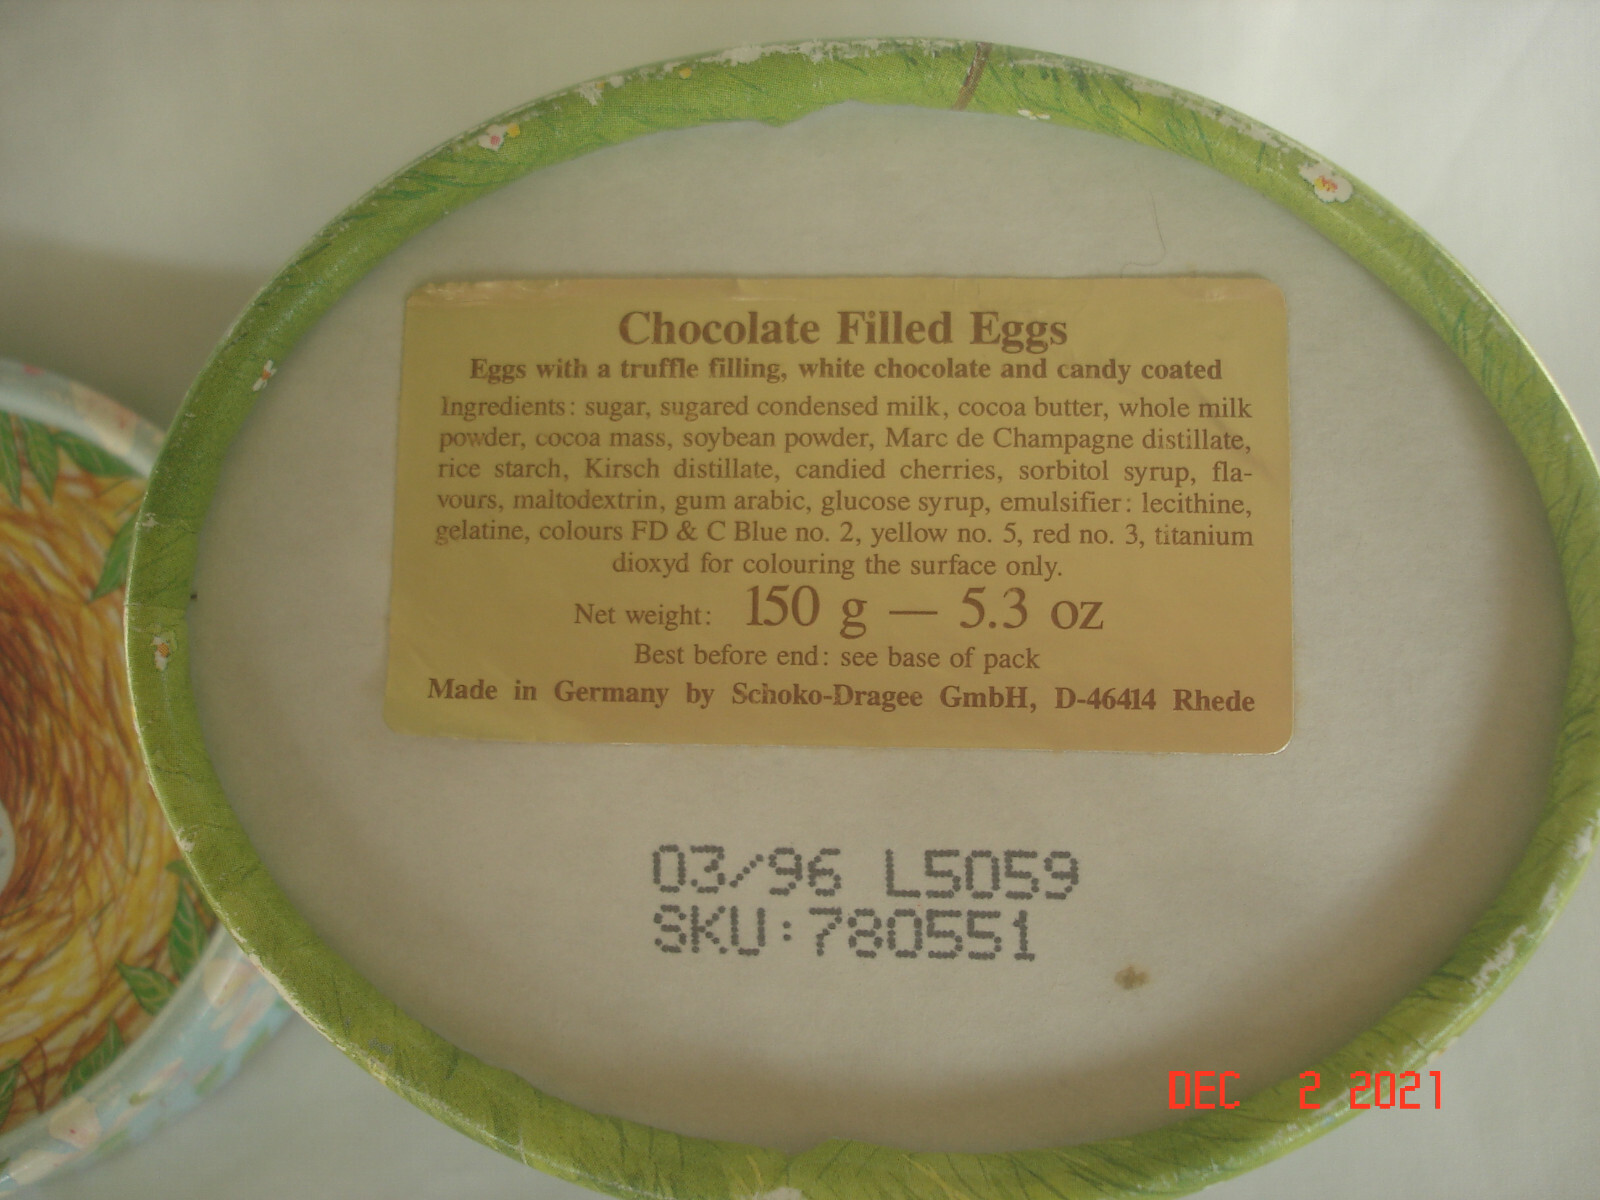 Chocolate Filled Eggs
Eggs with a truffle filling, white chocolate and candy coated
Ingredients: sugar, sugared condensed milk, cocoa butter, whole milk
powder, cocoa mass, soybean powder, Marc de Champagne distillate,
rice starch, Kirsch distillate, candied cherries, sorbitol syrup, fla-
vours, maltodextrin, gum arabic, glucose syrup, emulsifier: lecithine,
gelatine, colours FD & C Blue no. 2, yellow no. 5, red no. 3, titanium
dioxyd for colouring the surface only.
Net weight: 150 g — 5.3 oz
Best before end: see base of pack
Made in Germany by Schoko-Dragee GmbH, D-46414 Rhede
03/96 L5059
SKU:780551
DEC 2 2021